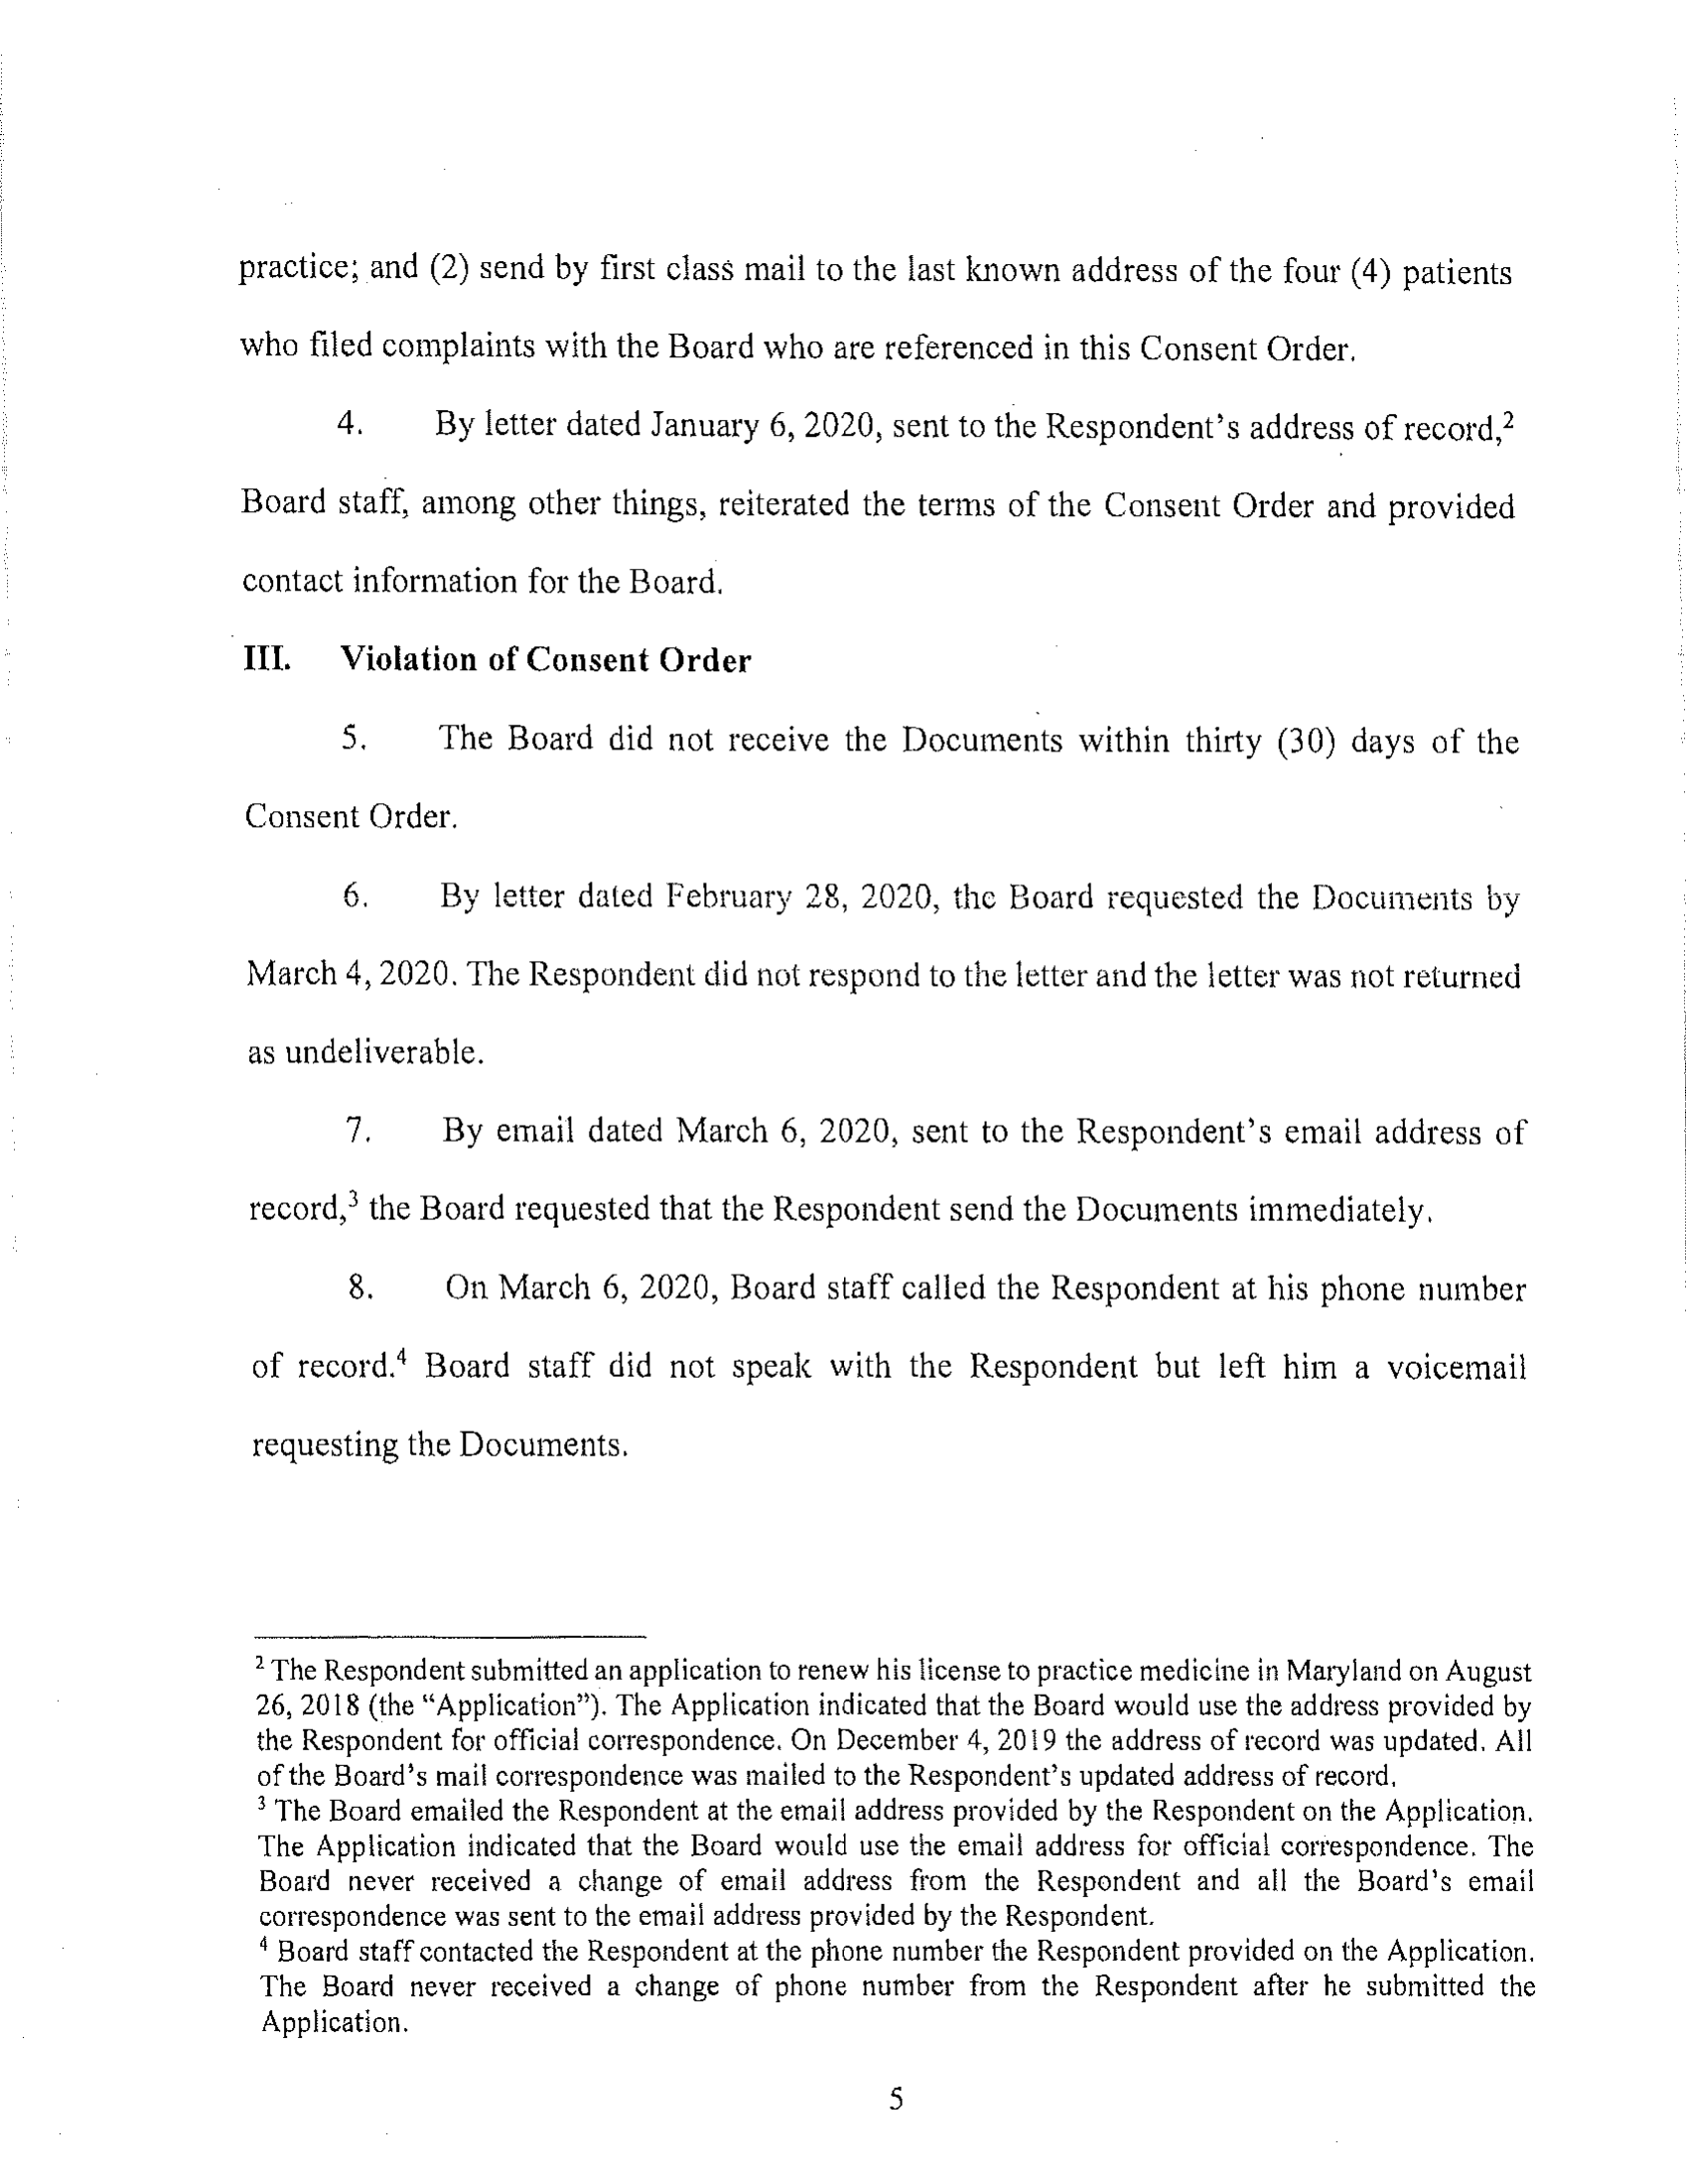 practice; and (2) send by first class mail to the last known address of the four (4) patients
who filed complaints with the Board who are referenced in this Consent Order.
4. By letter dated January 6, 2020, sent to the Respondent's address of record,²
Board staff, among other things, reiterated the terms of the Consent Order and provided
contact information for the Board.
III. Violation of Consent Order
5. The Board did not receive the Documents within thirty (30) days of the
Consent Order.
6. By letter dated February 28, 2020, the Board requested the Documents by
March 4, 2020. The Respondent did not respond to the letter and the letter was not returned
as undeliverable.
7. By email dated March 6, 2020, sent to the Respondent's email address of
record,³ the Board requested that the Respondent send the Documents immediately.
8. On March 6, 2020, Board staff called the Respondent at his phone number
of record.⁴ Board staff did not speak with the Respondent but left him a voicemail
requesting the Documents.
² The Respondent submitted an application to renew his license to practice medicine in Maryland on August
26, 2018 (the “Application”). The Application indicated that the Board would use the address provided by
the Respondent for official correspondence. On December 4, 2019 the address of record was updated. All
of the Board's mail correspondence was mailed to the Respondent's updated address of record.
³ The Board emailed the Respondent at the email address provided by the Respondent on the Application.
The Application indicated that the Board would use the email address for official correspondence. The
Board never received a change of email address from the Respondent and all the Board's email
correspondence was sent to the email address provided by the Respondent.
⁴ Board staff contacted the Respondent at the phone number the Respondent provided on the Application.
The Board never received a change of phone number from the Respondent after he submitted the
Application.
5